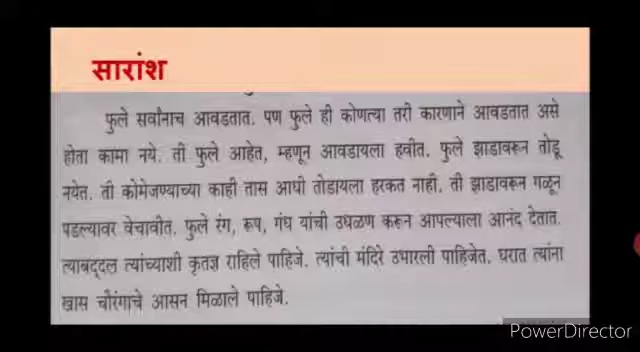 सारांश
फुले सर्वांनाच आवडतात. पण फुले ही कोणत्या तरी कारणाने आवडतात असे
होता कामा नये. ती फुले आहेत, म्हणून आवडायला हवीत. फुले झाडावरून तोडू
नयेत. ती कोमेजण्याच्या काही तास आधी तोडायला हरकत नाही. ती झाडावरून गळून
पडल्यावर वेचावीत. फुले रंग, रूप, गंध यांची उधळण करून आपल्याला आनंद देतात.
त्याबद्दल त्यांच्याशी कृतज्ञ राहिले पाहिजे. त्यांची मंदिरे उभारली पाहिजेत. घरात त्यांना
खास चौरंगाचे आसन मिळाले पाहिजे.
PowerDirector